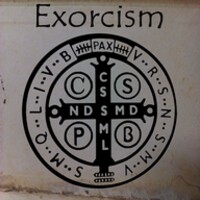 Exorcism
PAX
V R S N S M V
S M Q L I V B
C S
C S S M L
N D S M D
P B